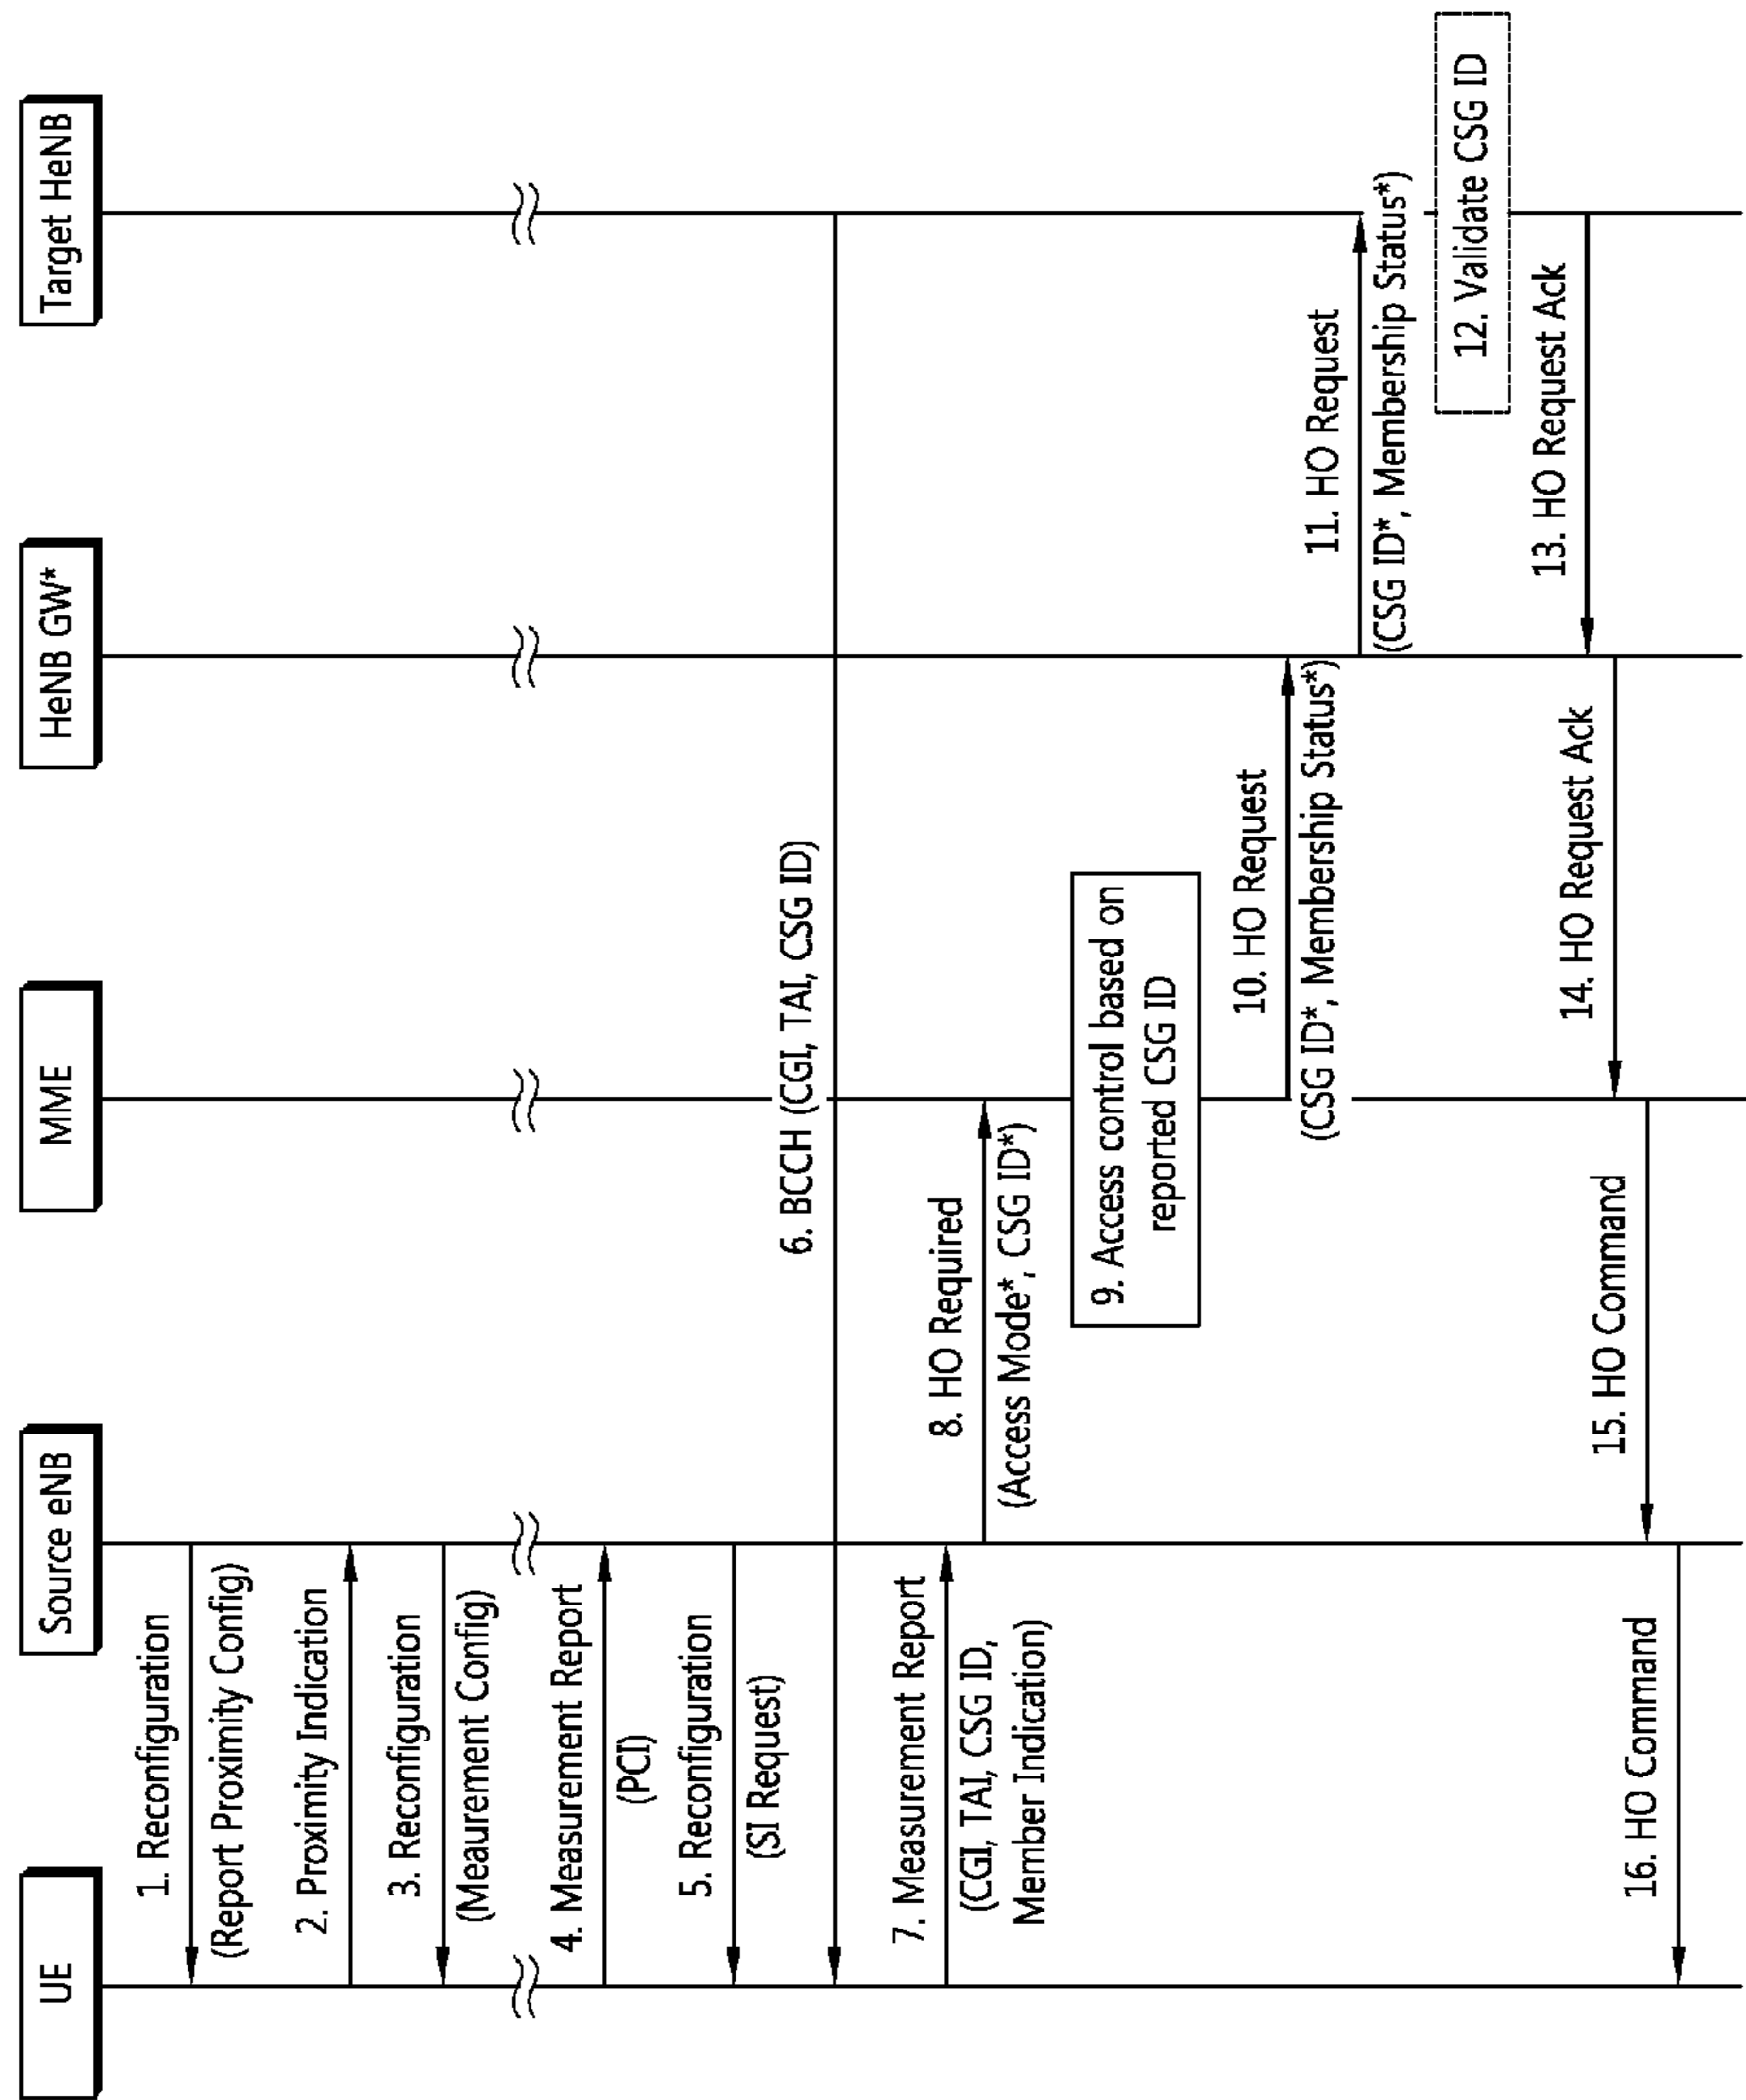 UE
Source eNB
MME
HeNB GW*
Target HeNB
1. Reconfiguration
(Report Proximity Config)
2. Proximity Indication
3. Reconfiguration
(Meaurement Config)
4. Measurement Report
(PCI)
5. Reconfiguration
(SI Request)
6. BCCH (CGI, TAI, CSG ID)
7. Measurement Report
(CGI, TAI, CSG ID,
Member Indication)
8. HO Required
(Access Mode*, CSG ID*)
9. Access control based on
reported CSG ID
10. HO Request
(CSG ID*, Membership Status*)
11. HO Request
(CSG ID*, Membership Status*)
12. Validate CSG ID
13. HO Request Ack
14. HO Request Ack
15. HO Command
16. HO Command